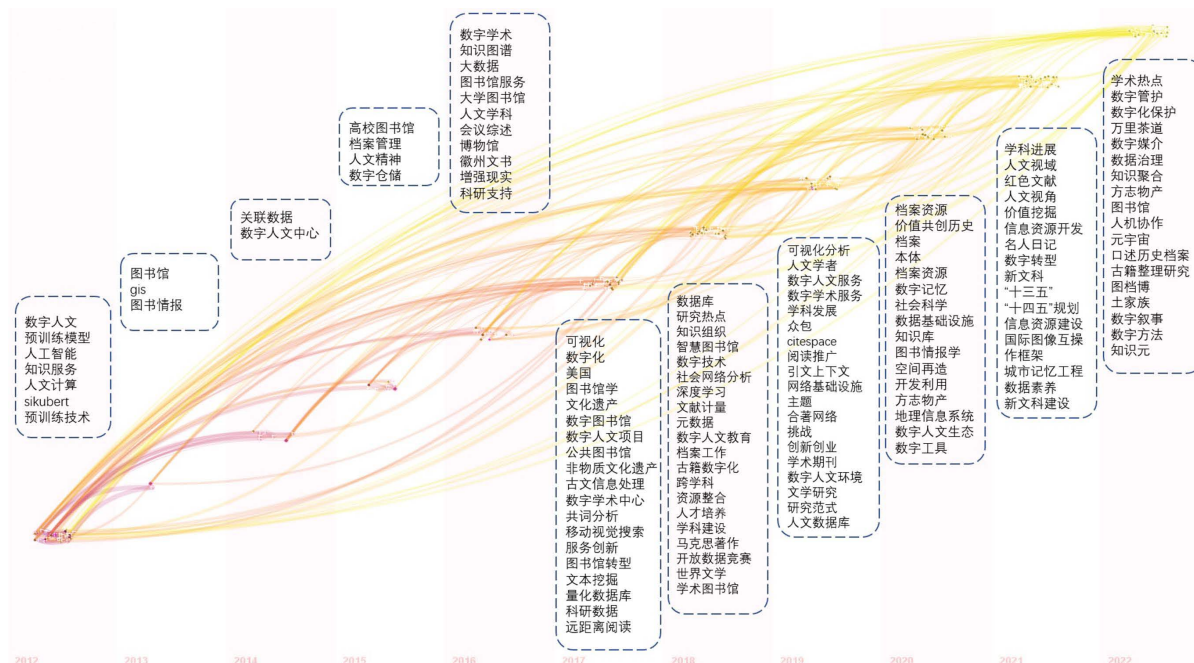 数字人文
预训练模型
人工智能
知识服务
人文计算
sikubert
预训练技术
图书馆
gis
图书情报
关联数据
数字人文中心
高校图书馆
档案管理
人文精神
数字仓储
数字学术
知识图谱
大数据
图书馆服务
大学图书馆
人文学科
会议综述
博物馆
徽州文书
增强现实
科研支持
可视化
数字化
美国
图书馆学
文化遗产
数字图书馆
数字人文项目
公共图书馆
非物质文化遗产
古文信息处理
数字学术中心
共词分析
移动视觉搜索
服务创新
图书馆转型
文本挖掘
量化数据库
科研数据
远距离阅读
数据库
研究热点
知识组织
智慧图书馆
数字技术
社会网络分析
深度学习
文献计量
元数据
数字人文教育
档案工作
古籍数字化
跨学科
资源整合
人才培养
学科建设
马克思著作
开放数据竞赛
世界文学
学术图书馆
可视化分析
人文学者
数字人文服务
数字学术服务
学科发展
众包
citespace
阅读推广
引文上下文
网络基础设施
主题
合著网络
挑战
创新创业
学术期刊
数字人文环境
文学研究
研究范式
人文数据库
档案资源
价值共创历史
档案
本体
档案资源
数字记忆
社会科学
数据基础设施
知识库
图书情报学
空间再造
开发利用
方志物产
地理信息系统
数字人文生态
数字工具
学科进展
人文视域
红色文献
人文视角
价值挖掘
信息资源开发
名人日记
数字转型
新文科
“十三五”
“十四五”规划
信息资源建设
国际图像互操
作框架
城市记忆工程
数据素养
新文科建设
学术热点
数字管护
数字化保护
万里茶道
数字媒介
数据治理
知识聚合
方志物产
图书馆
人机协作
元宇宙
口述历史档案
古籍整理研究
图档博
土家族
数字叙事
数字方法
知识元
2012
2013
2014
2015
2016
2017
2018
2019
2020
2021
2022